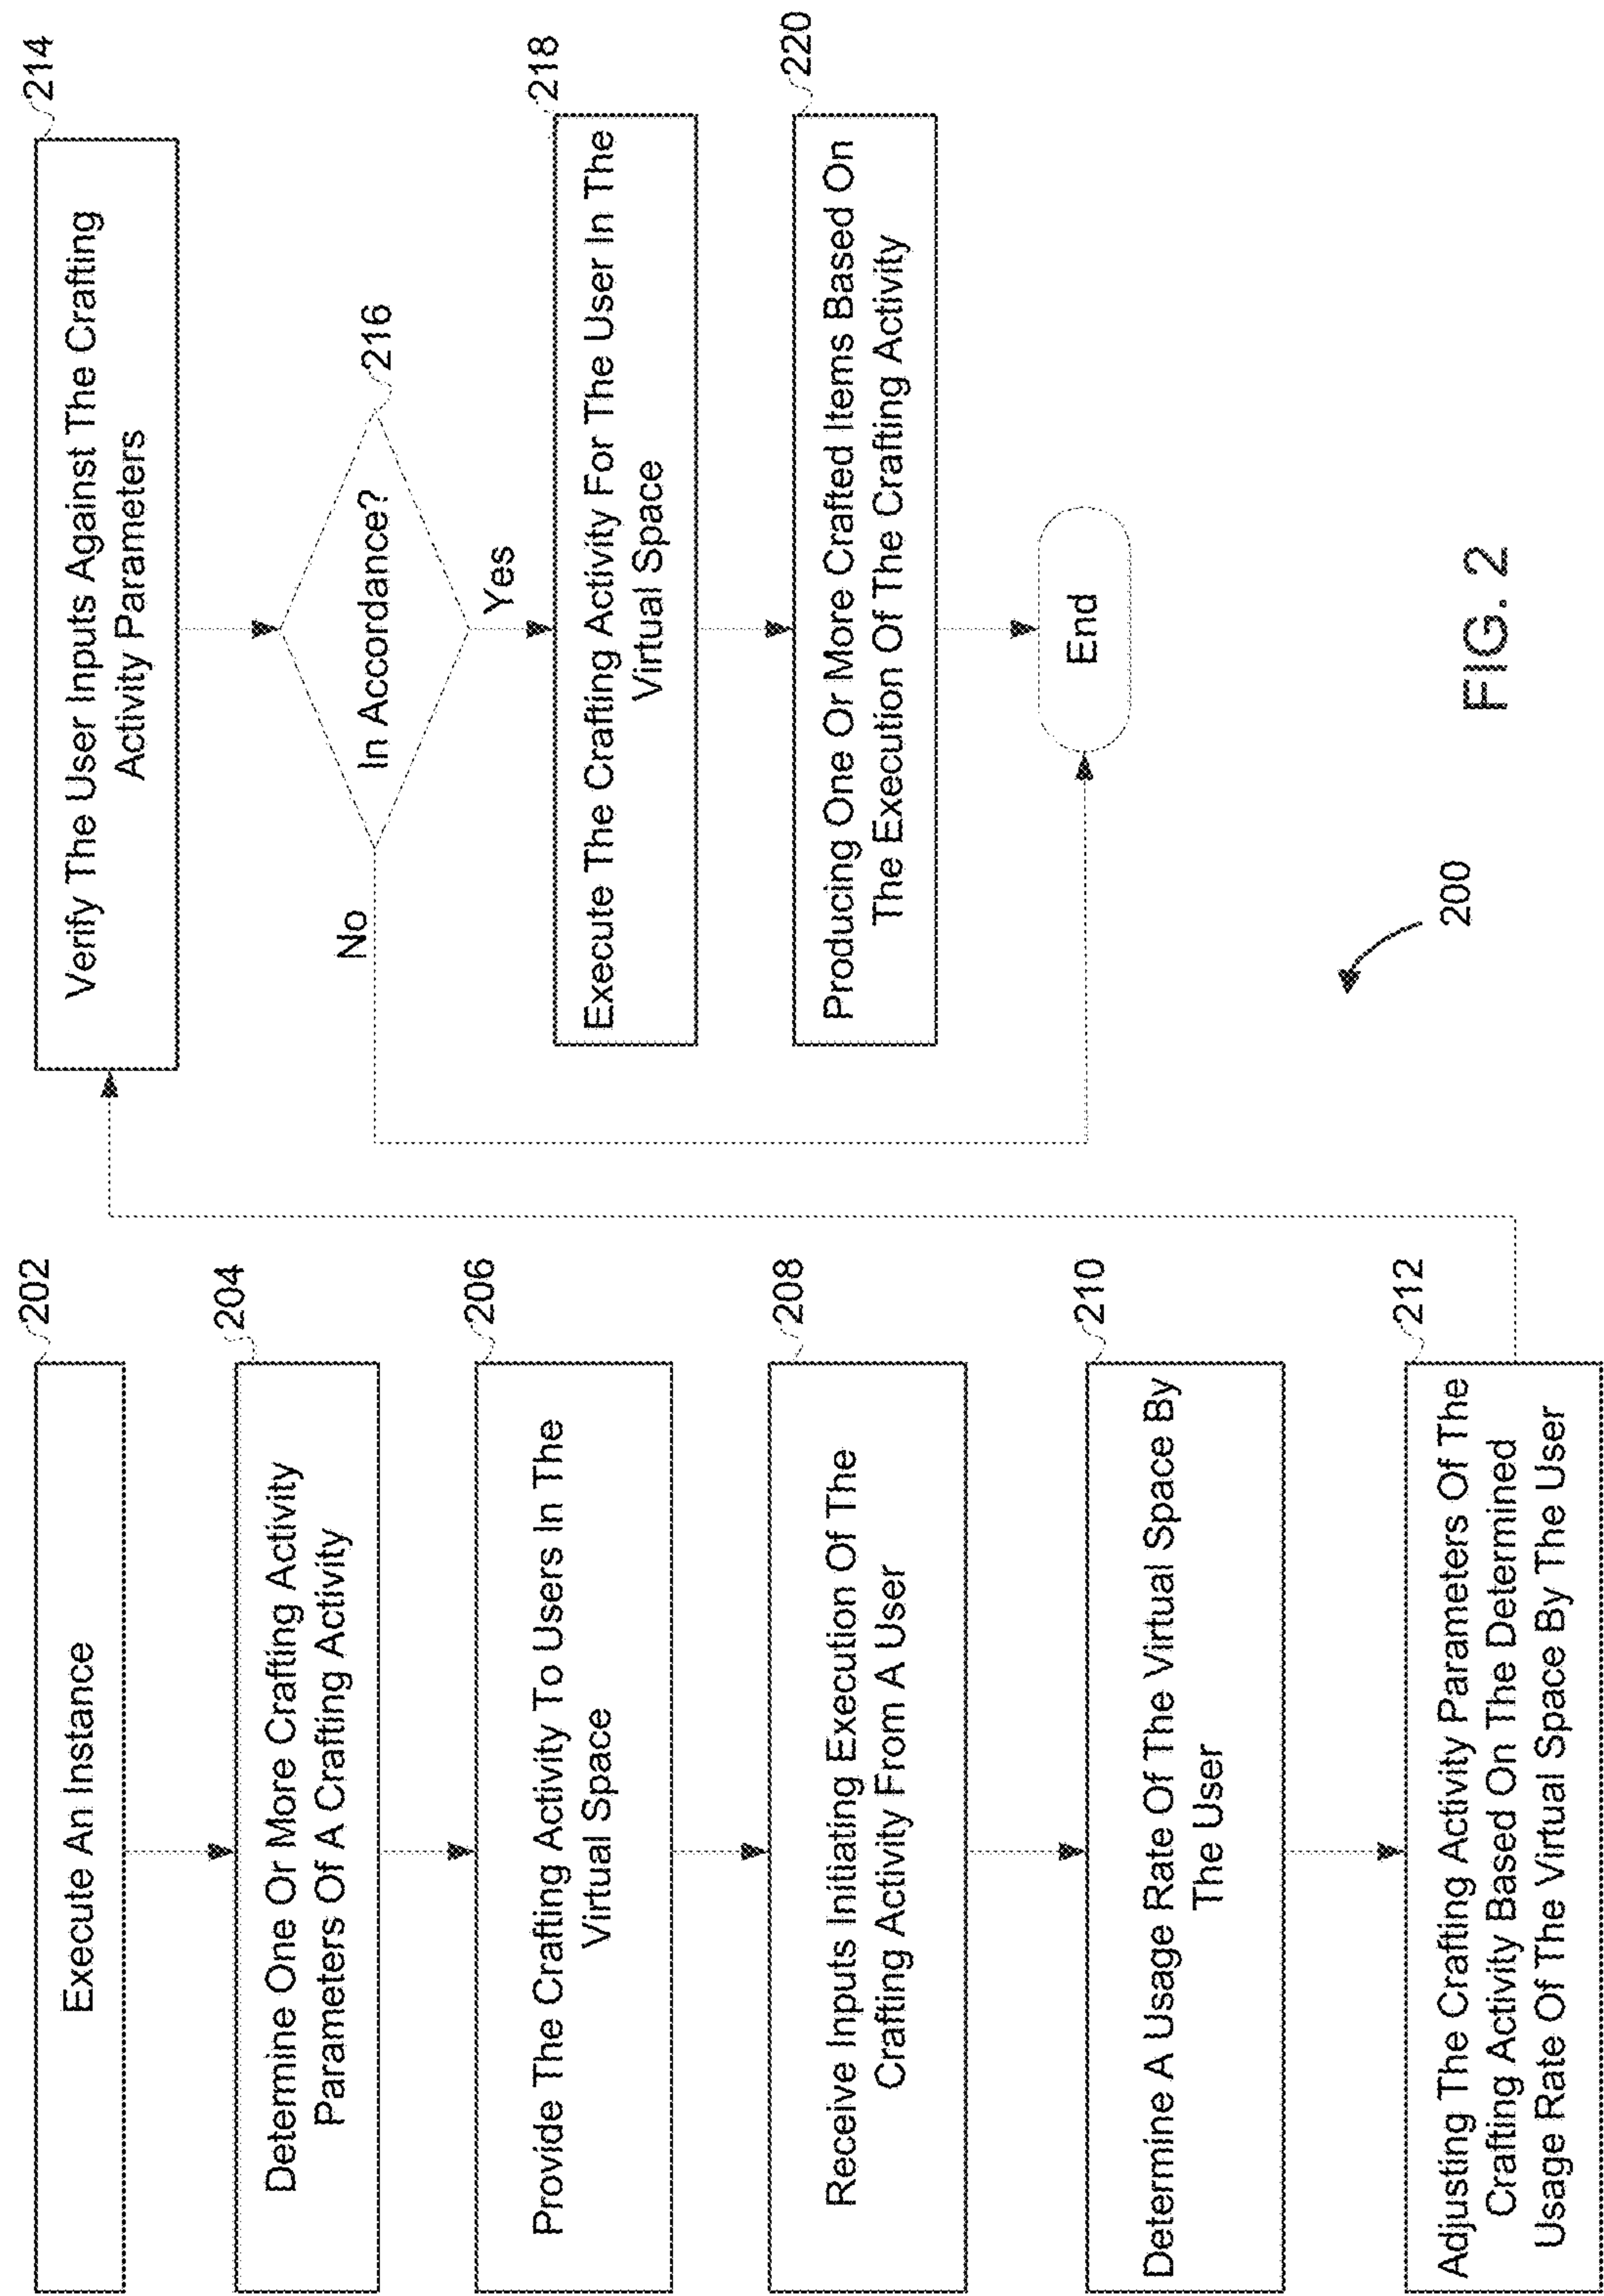 202
Execute An Instance
204
Determine One Or More Crafting Activity
Parameters Of A Crafting Activity
206
Provide The Crafting Activity To Users In The
Virtual Space
208
Receive Inputs Initiating Execution Of The
Crafting Activity From A User
210
Determine A Usage Rate Of The Virtual Space By
The User
212
Adjusting The Crafting Activity Parameters Of The
Crafting Activity Based On The Determined
Usage Rate Of The Virtual Space By The User
214
Verify The User Inputs Against The Crafting
Activity Parameters
216
In Accordance?
No
Yes
218
Execute The Crafting Activity For The User In The
Virtual Space
220
Producing One Or More Crafted Items Based On
The Execution Of The Crafting Activity
End
200
FIG. 2